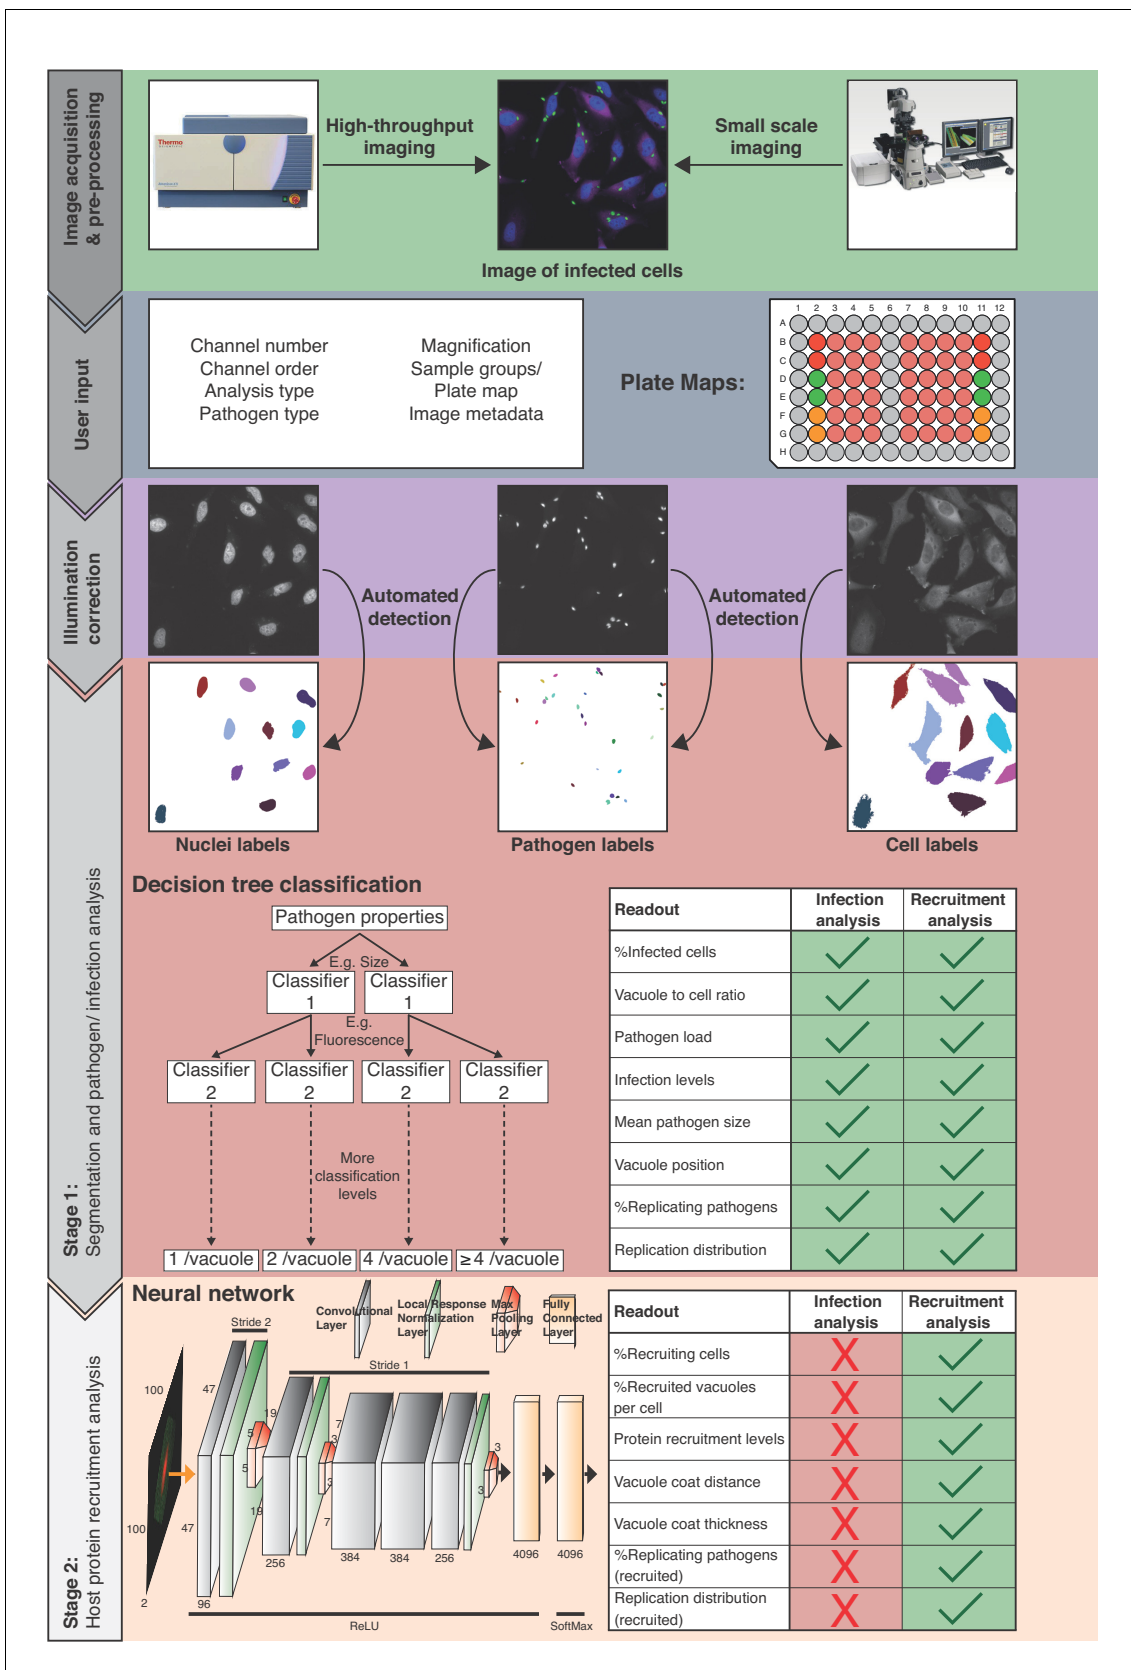 Image acquisition
& pre-processing
Thermo
SCIENTIFIC
High-throughput
imaging
Small scale
imaging
Image of infected cells
User input
Channel number
Channel order
Analysis type
Pathogen type
Magnification
Sample groups/
Plate map
Image metadata
Plate Maps:
1 2 3 4 5 6 7 8 9 10 11 12
A
B
C
D
E
F
G
H
Illumination
correction
Automated
detection
Automated
detection
Nuclei labels
Pathogen labels
Cell labels
Stage 1:
Segmentation and pathogen/ infection analysis
Decision tree classification
Pathogen properties
E.g. Size
Classifier
1
Classifier
1
E.g.
Fluorescence
Classifier
2
Classifier
2
Classifier
2
Classifier
2
More
classification
levels
1 /vacuole
2 /vacuole
4 /vacuole
≥4 /vacuole
Readout
Infection
analysis
Recruitment
analysis
%Infected cells
Vacuole to cell ratio
Pathogen load
Infection levels
Mean pathogen size
Vacuole position
%Replicating pathogens
Replication distribution
Stage 2:
Host protein recruitment analysis
Neural network
Convolutional
Layer
Local Response
Normalization
Layer
Max
Pooling
Layer
Fully
Connected
Layer
Stride 2
Stride 1
100
100
2
47
47
96
5
5
19
19
256
3
3
7
7
384
384
256
3
3
4096
4096
ReLU
SoftMax
Readout
Infection
analysis
Recruitment
analysis
%Recruiting cells
X
%Recruited vacuoles
per cell
X
Protein recruitment levels
X
Vacuole coat distance
X
Vacuole coat thickness
X
%Replicating pathogens
(recruited)
X
Replication distribution
(recruited)
X